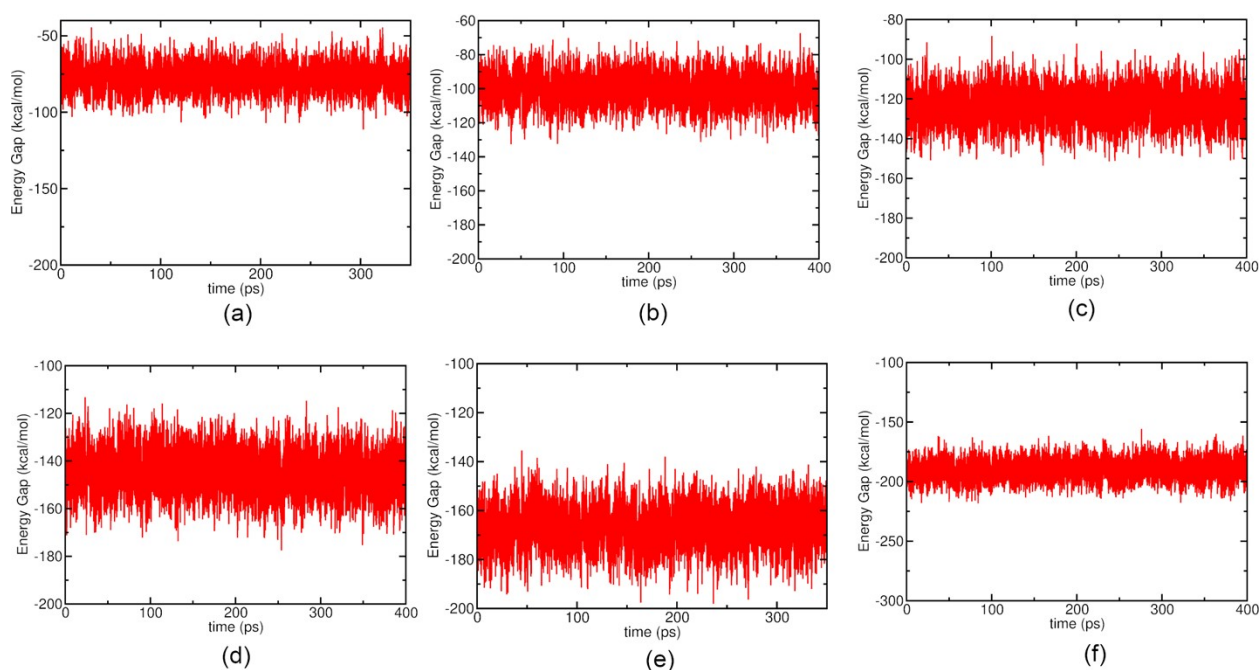 -50
-100
-150
-200
Energy Gap (kcal/mol)
0 100 200 300
time (ps)
(a)
-60
-80
-100
-120
-140
-160
-180
-200
Energy Gap (kcal/mol)
0 100 200 300 400
time (ps)
(b)
-80
-100
-120
-140
-160
-180
-200
Energy Gap (kcal/mol)
0 100 200 300 400
time (ps)
(c)
-100
-120
-140
-160
-180
-200
Energy Gap (kcal/mol)
0 100 200 300 400
time (ps)
(d)
-100
-120
-140
-160
-180
-200
Energy Gap (kcal/mol)
0 100 200 300
time (ps)
(e)
-100
-150
-200
-250
-300
Energy Gap (kcal/mol)
0 100 200 300 400
time (ps)
(f)